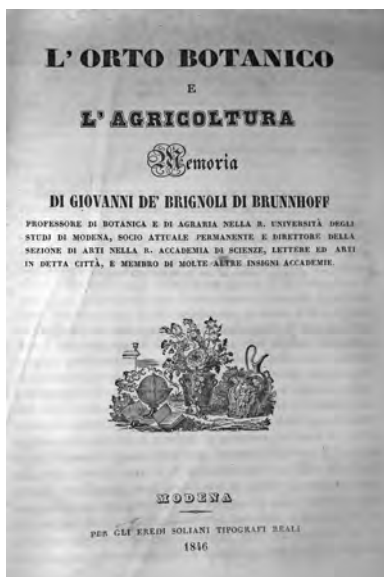 L'ORTO BOTANICO
E
L'AGRICOLTURA
Memoria
DI GIOVANNI DE' BRIGNOLI DI BRUNNHOFF
PROFESSORE DI BOTANICA E DI AGRARIA NELLA R. UNIVERSITÀ DEGLI
STUDJ DI MODENA, SOCIO ATTUALE PERMANENTE E DIRETTORE DELLA
SEZIONE DI ARTI NELLA R. ACCADEMIA DI SCIENZE, LETTERE ED ARTI
IN DETTA CITTÀ, E MEMBRO DI MOLTE ALTRE INSIGNI ACCADEMIE.
MODENA
PER GLI EREDI SOLIANI TIPOGRAFI REALI
1846